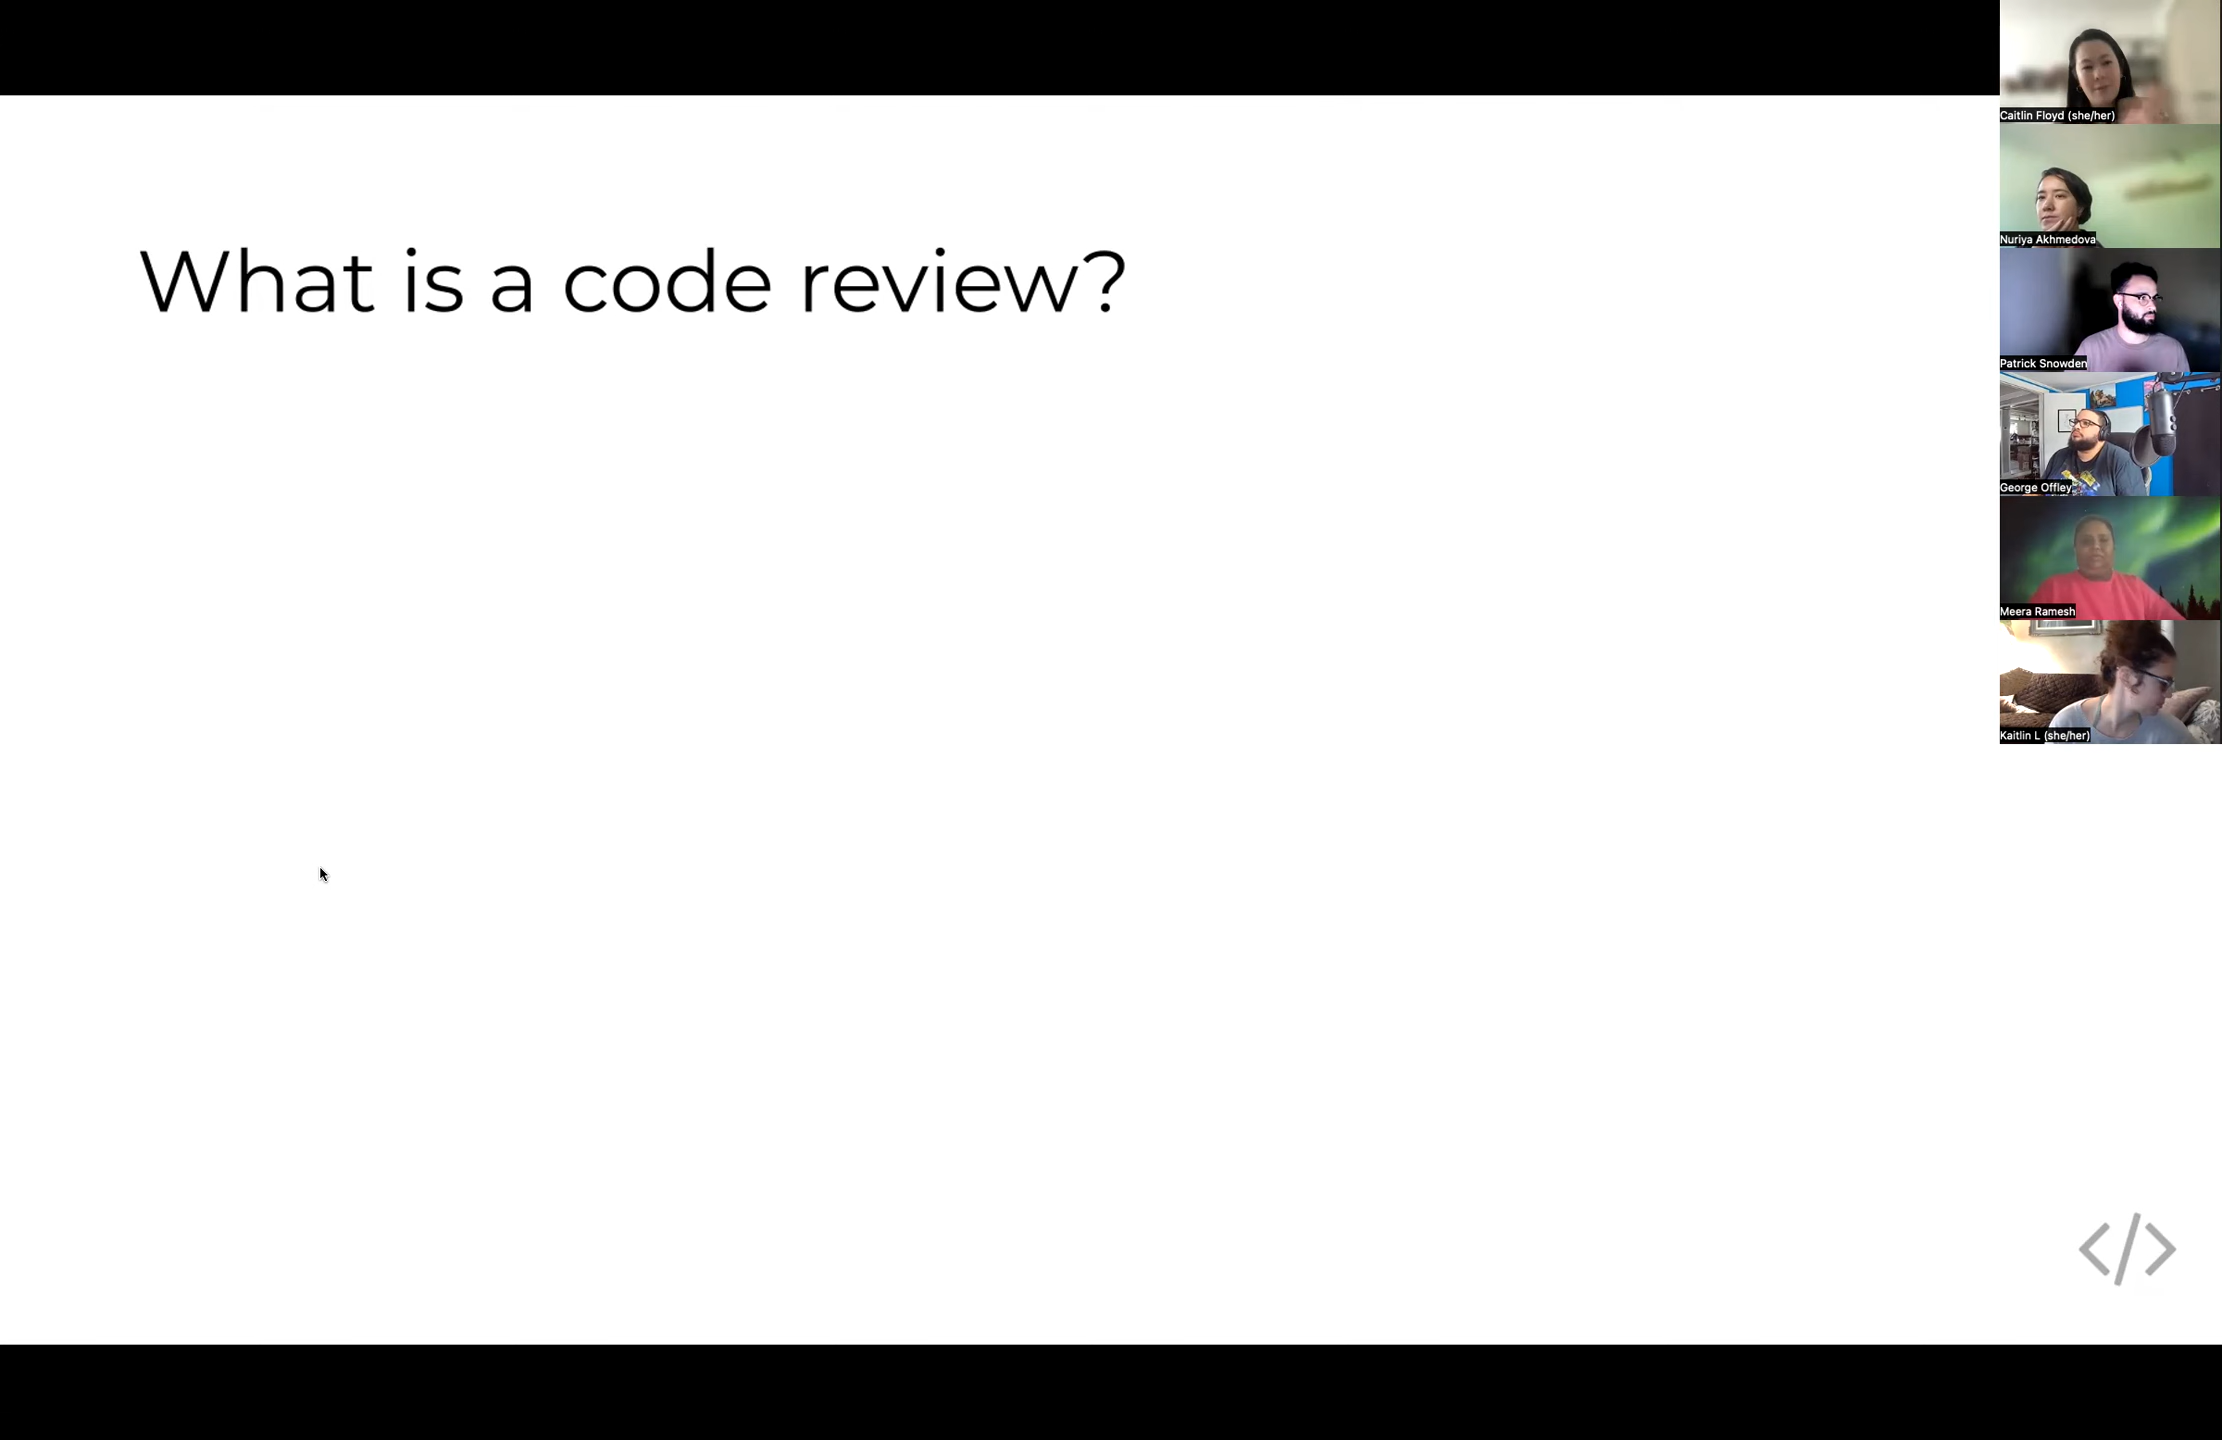 What is a code review?
Caitlin Floyd (she/her)
Nuriya Akhmedova
Patrick Snowden
George Offley
Meera Ramesh
Kaitlin L (she/her)
</>